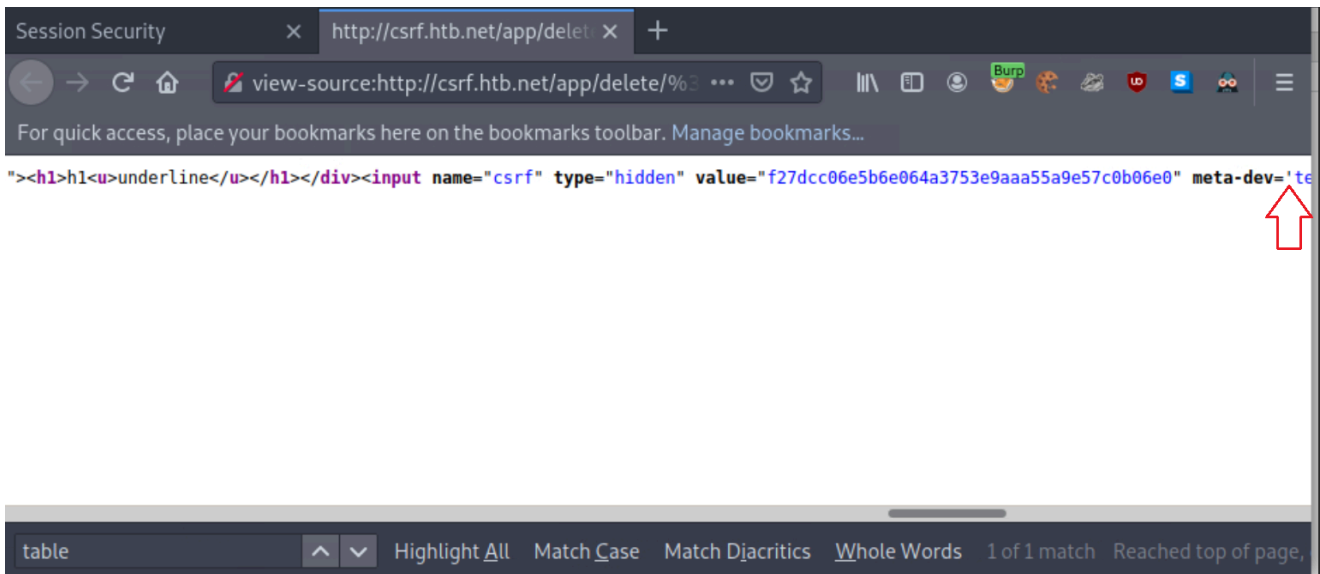 Session Security
http://csrf.htb.net/app/delet
view-source:http://csrf.htb.net/app/delete/%3
Burp
S
For quick access, place your bookmarks here on the bookmarks toolbar. Manage bookmarks...
"><h1>h1<u>underline</u></h1></div><input name="csrf" type="hidden" value="f27dcc06e5b6e064a3753e9aaa55a9e57c0b06e0" meta-dev='te
table Highlight All Match Case Match Diacritics Whole Words 1 of 1 match Reached top of page,